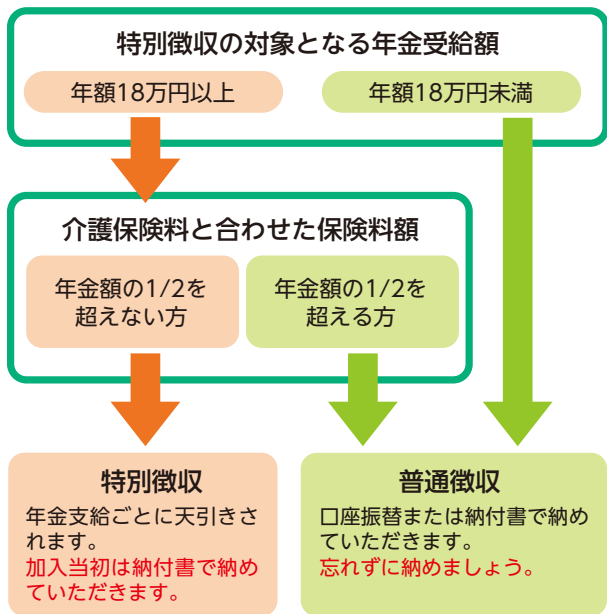 特別徴収の対象となる年金受給額
年額18万円以上
年額18万円未満
介護保険料と合わせた保険料額
年金額の1/2を
超えない方
年金額の1/2を
超える方
特別徴収
年金支給ごとに天引きさ
れます。
加入当初は納付書で納め
ていただきます。
普通徴収
口座振替または納付書で納め
ていただきます。
忘れずに納めましょう。